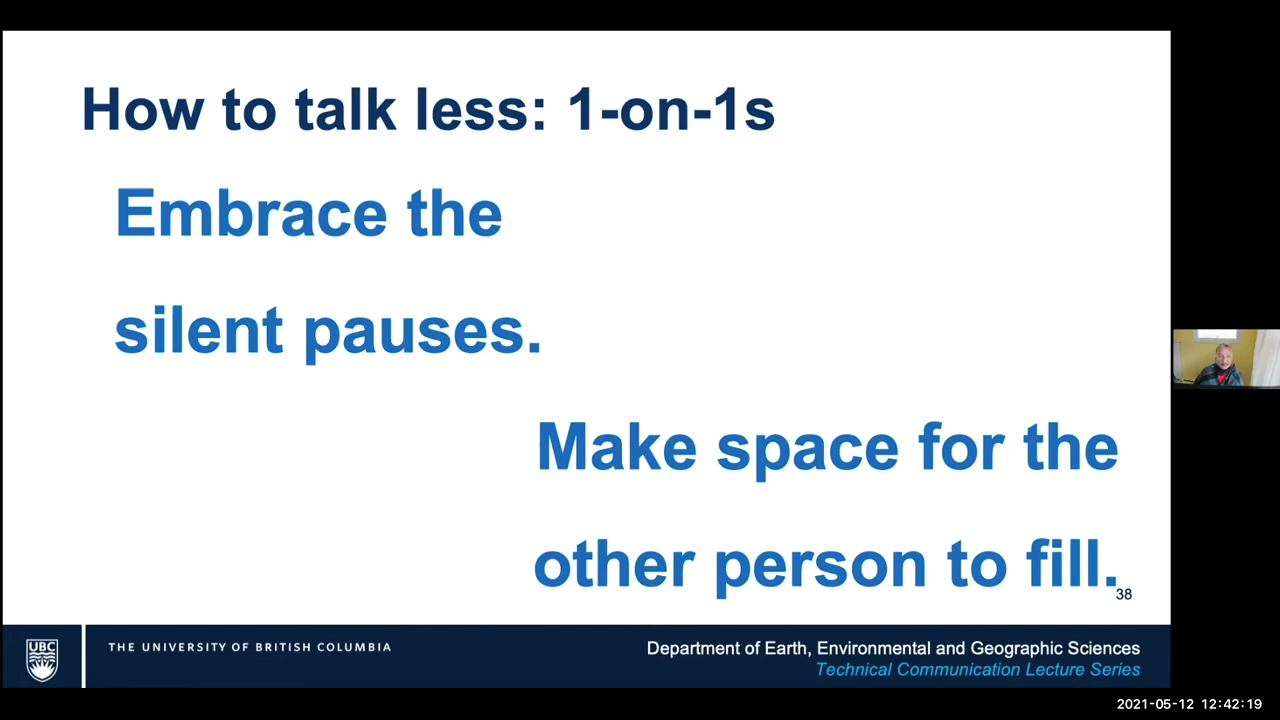 How to talk less: 1-on-1s
Embrace the
silent pauses.
Make space for the
other person to fill.
38
UBC
THE UNIVERSITY OF BRITISH COLUMBIA
Department of Earth, Environmental and Geographic Sciences
Technical Communication Lecture Series
2021-05-12 12:42:19